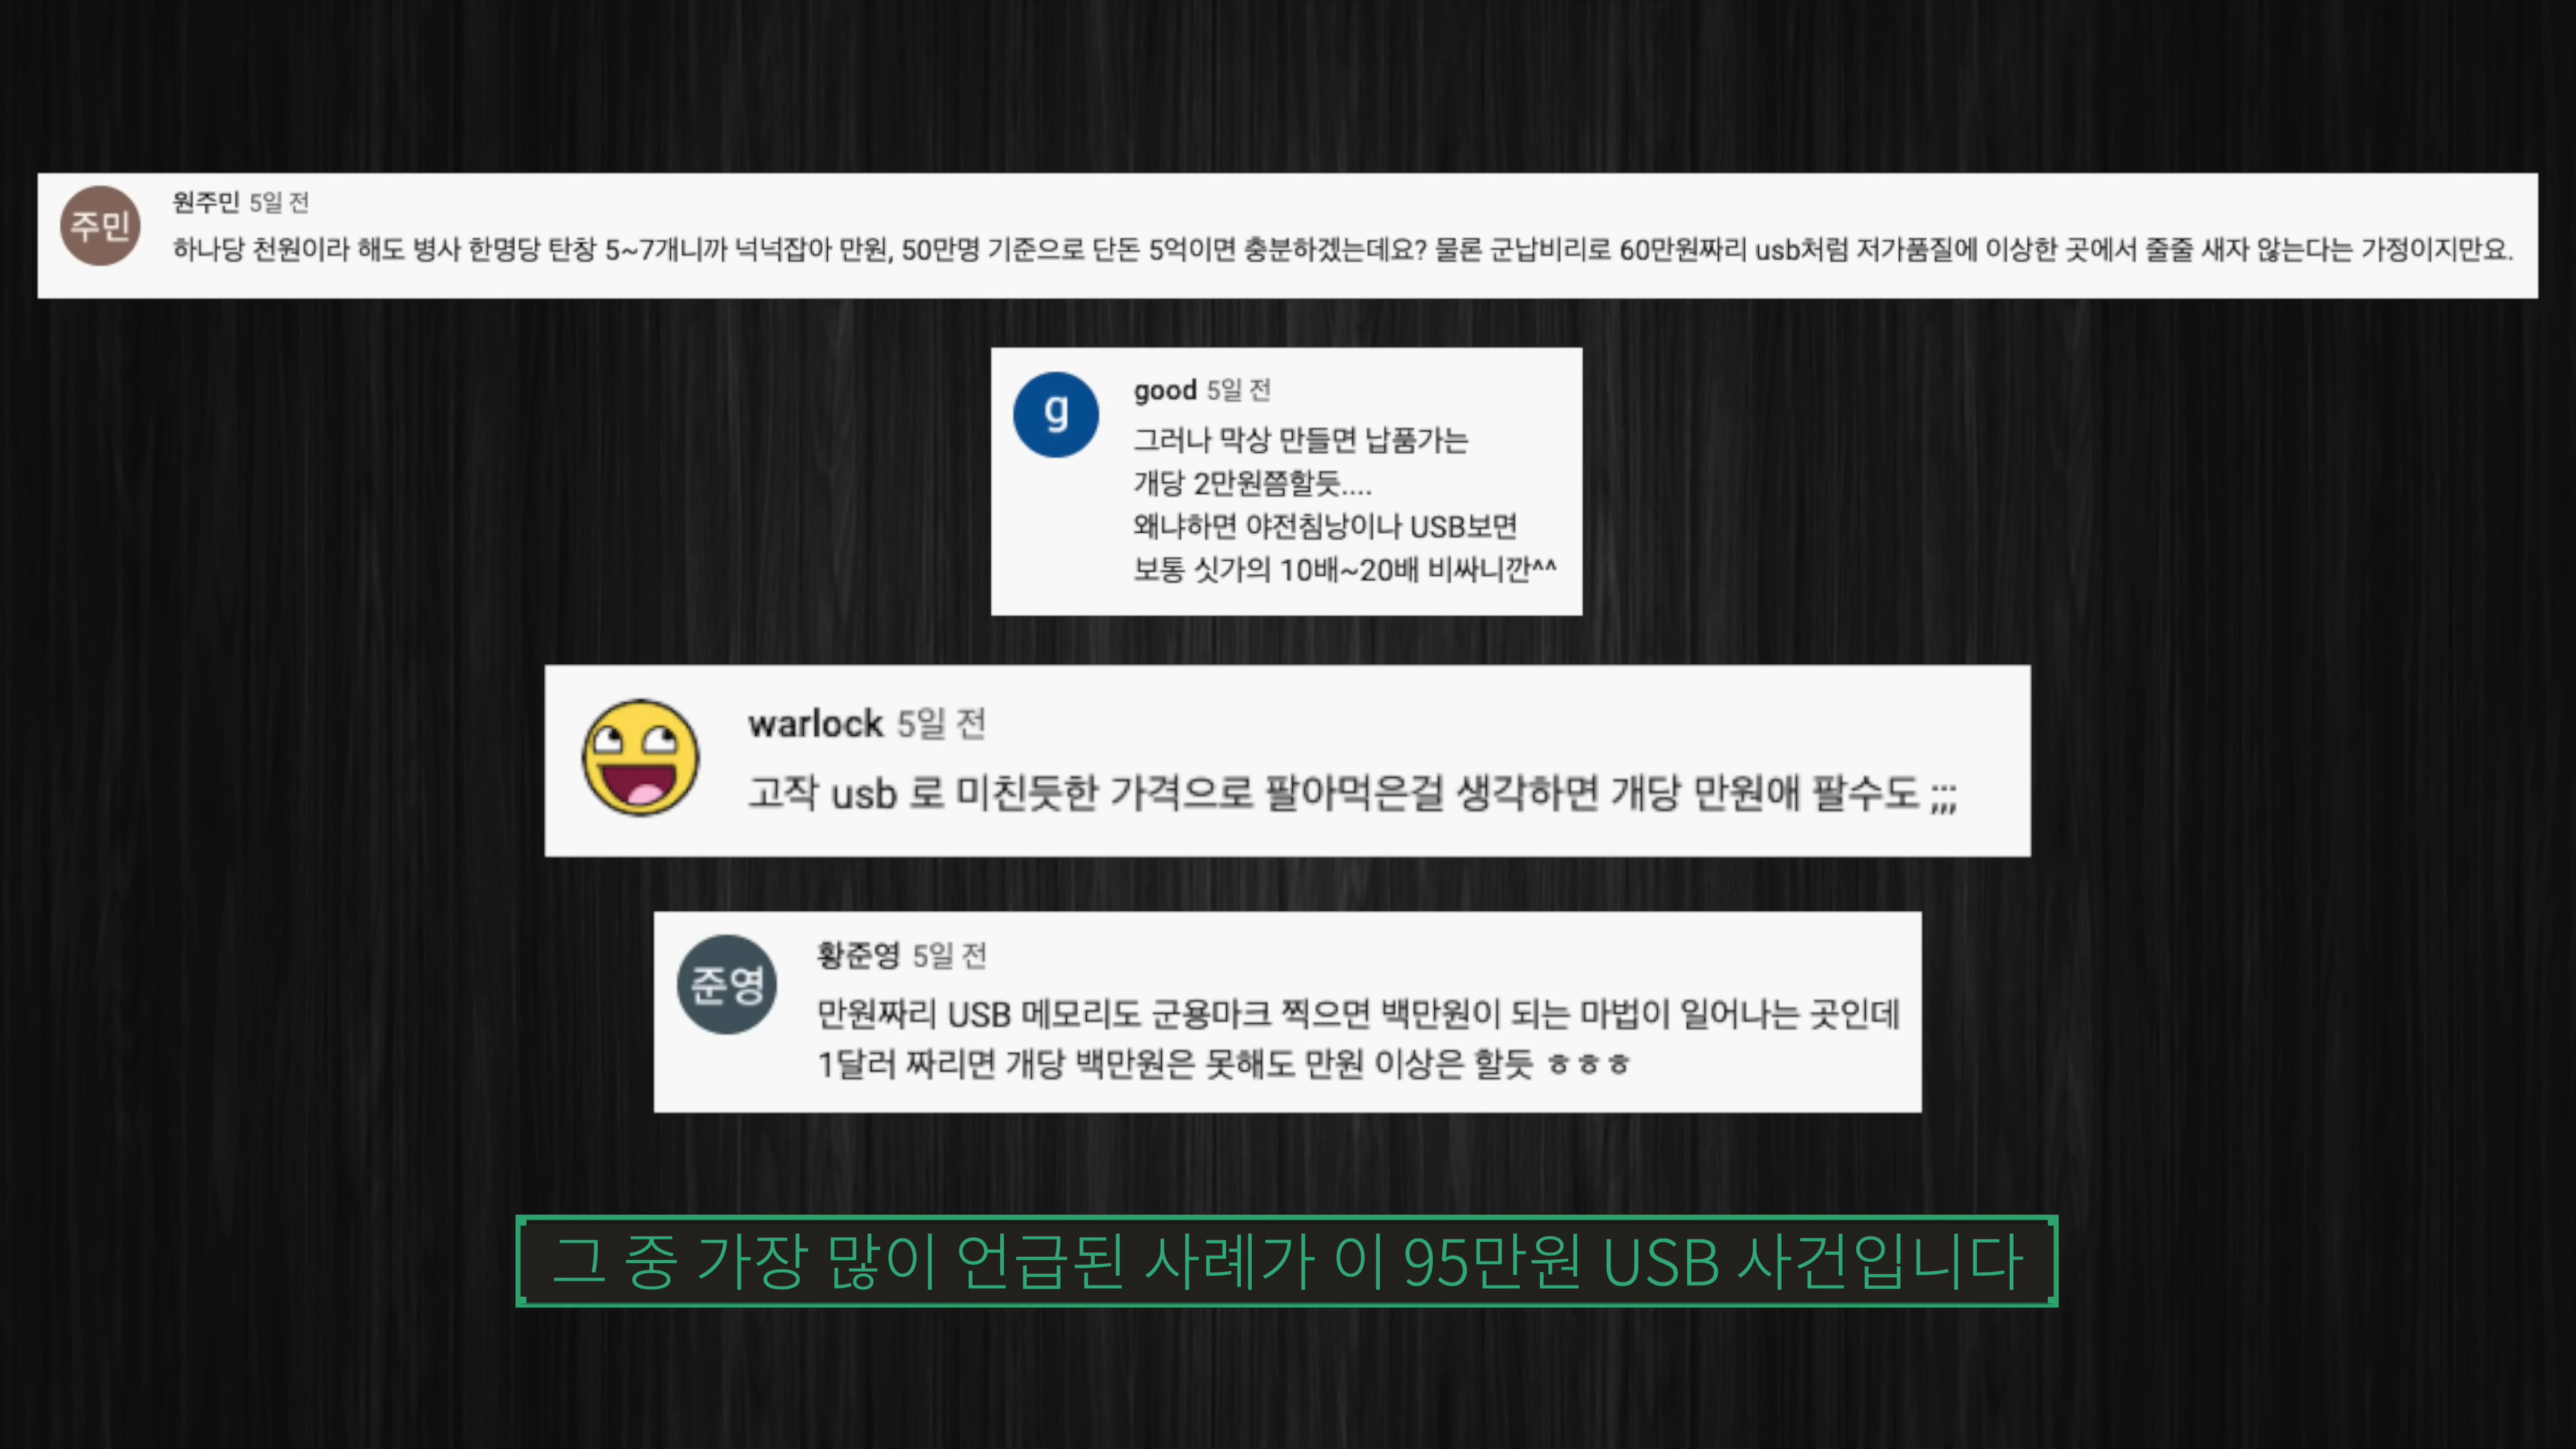 주민
원주민 5일 전
하나당 천원이라 해도 병사 한명당 탄창 5~7개니까 넉넉잡아 만원, 50만명 기준으로 단돈 5억이면 충분하겠는데요? 물론 군납비리로 60만원짜리 usb처럼 저가품질에 이상한 곳에서 줄줄 새자 않는다는 가정이지만요.
g
good 5일 전
그러나 막상 만들면 납품가는
개당 2만원쯤할듯....
왜냐하면 야전침낭이나 USB보면
보통 싯가의 10배~20배 비싸니깐^^
warlock 5일 전
고작 usb 로 미친듯한 가격으로 팔아먹은걸 생각하면 개당 만원애 팔수도 ;;;
준영
황준영 5일 전
만원짜리 USB 메모리도 군용마크 찍으면 백만원이 되는 마법이 일어나는 곳인데
1달러 짜리면 개당 백만원은 못해도 만원 이상은 할듯 ㅎㅎㅎ
그 중 가장 많이 언급된 사례가 이 95만원 USB 사건입니다